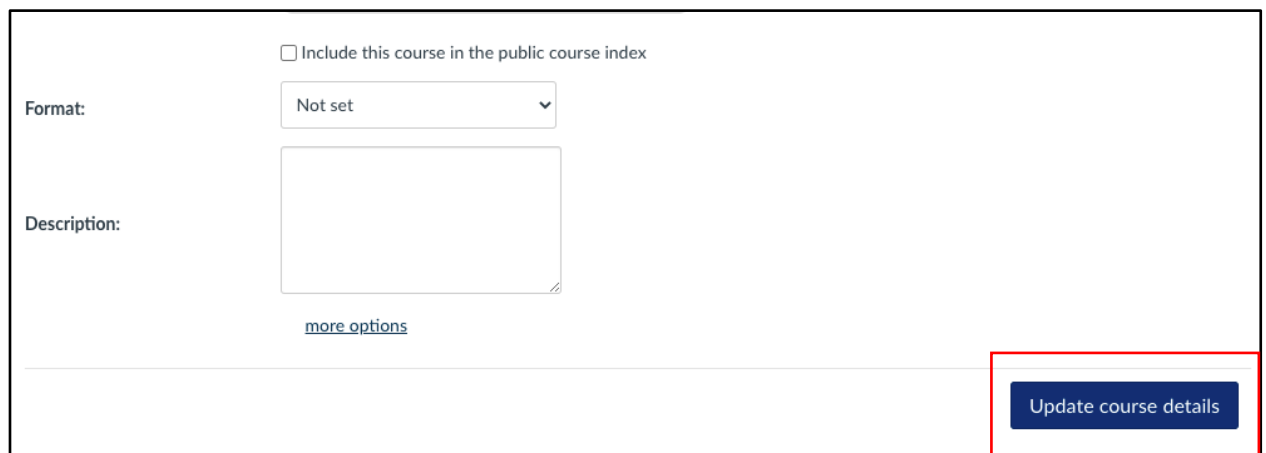 Include this course in the public course index
Format:
Not set
Description:
more options
Update course details